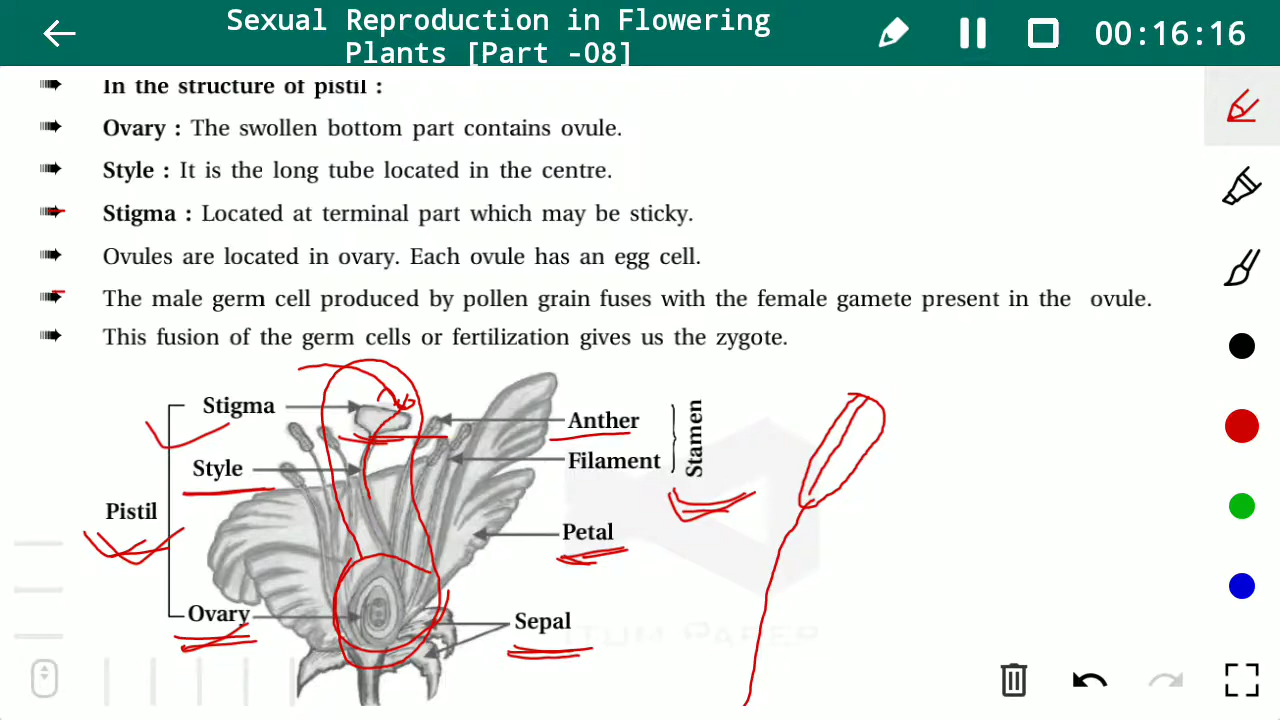 Sexual Reproduction in Flowering
Plants [Part -08]
00:16:16
In the structure of pistil :
Ovary : The swollen bottom part contains ovule.
Style : It is the long tube located in the centre.
Stigma : Located at terminal part which may be sticky.
Ovules are located in ovary. Each ovule has an egg cell.
The male germ cell produced by pollen grain fuses with the female gamete present in the ovule.
This fusion of the germ cells or fertilization gives us the zygote.
Stigma
Anther
Stamen
Style
Filament
Pistil
Petal
Ovary
Sepal